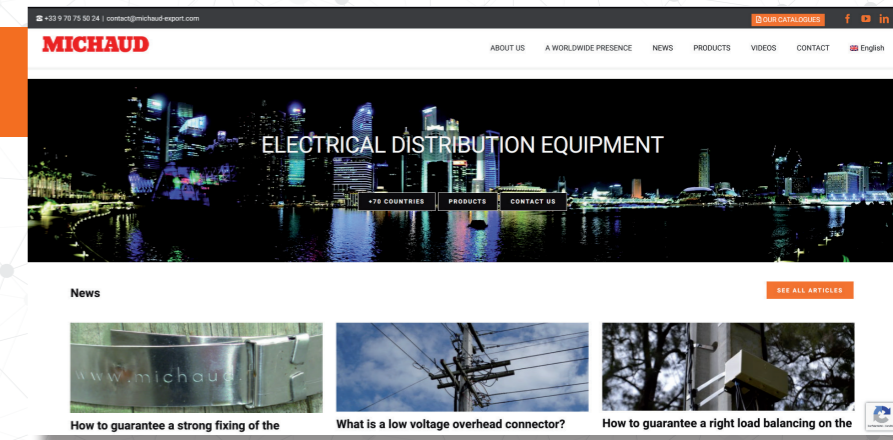 +33 9 70 75 50 24 | contact@michaud-export.com
OUR CATALOGUES
MICHAUD
ABOUT US A WORLDWIDE PRESENCE NEWS PRODUCTS VIDEOS CONTACT English
ELECTRICAL DISTRIBUTION EQUIPMENT
+70 COUNTRIES PRODUCTS CONTACT US
News
SEE ALL ARTICLES
www.michaud.
How to guarantee a strong fixing of the
What is a low voltage overhead connector?
How to guarantee a right load balancing on the